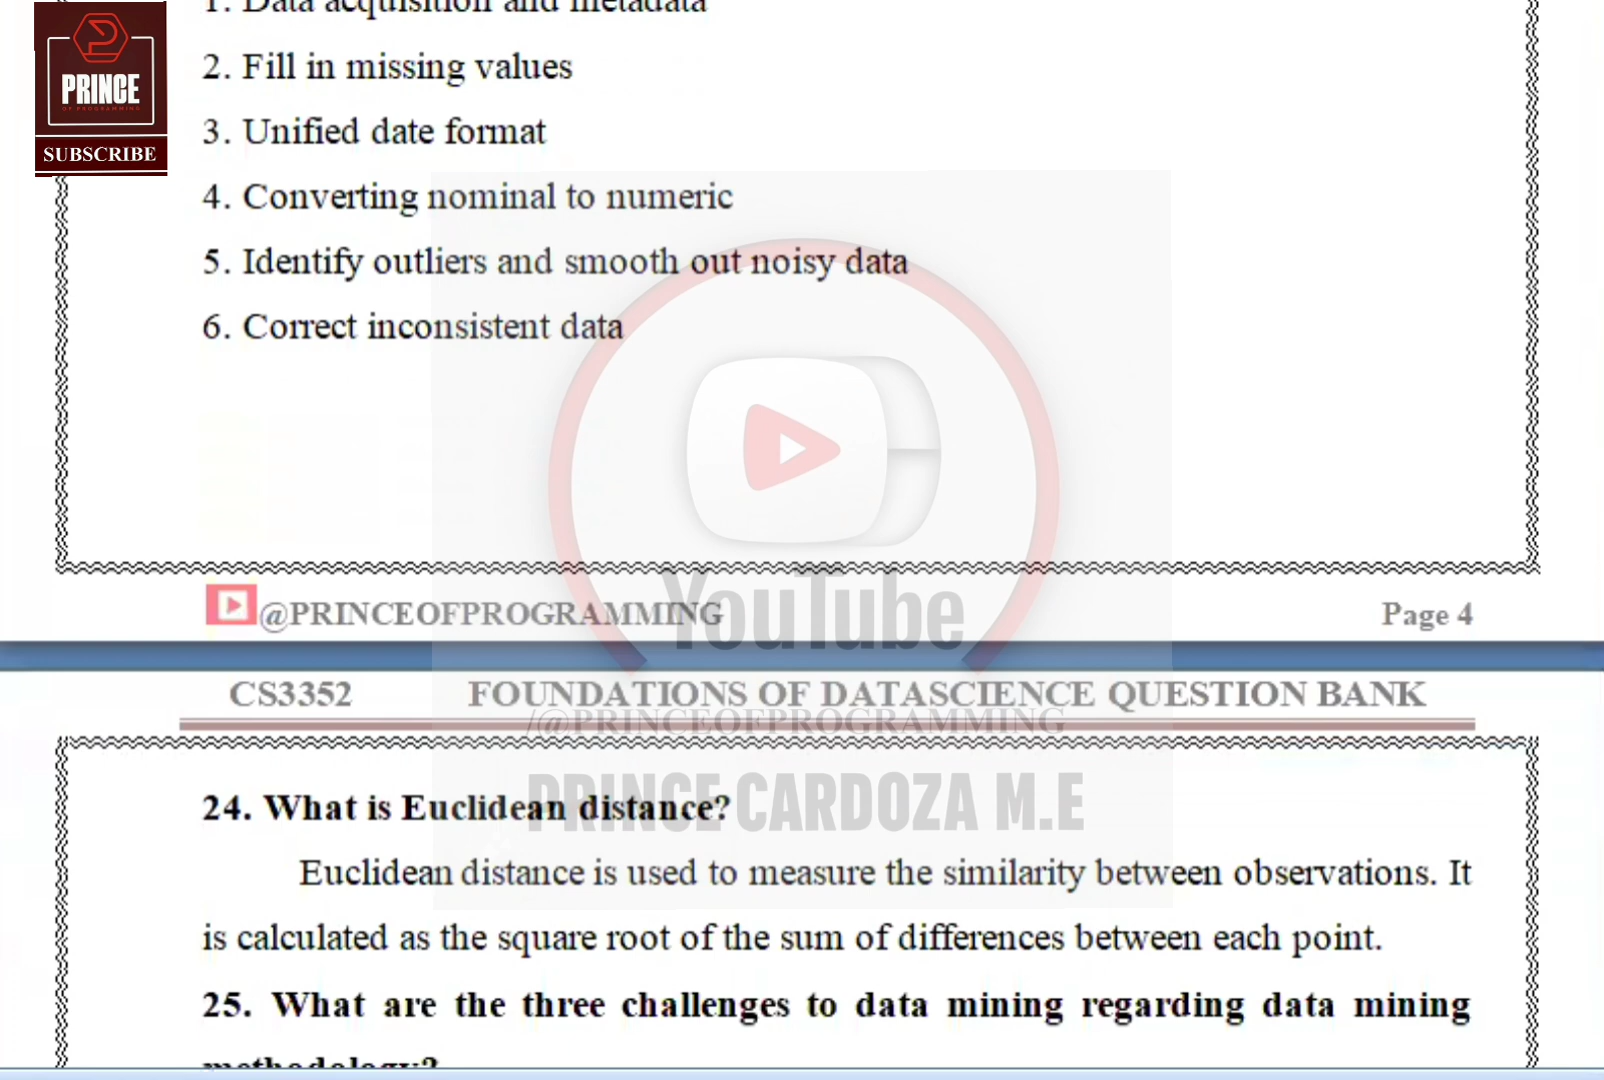 1. Data acquisition and metadata
PRINCE
OF PROGRAMMING
SUBSCRIBE
2. Fill in missing values
3. Unified date format
4. Converting nominal to numeric
5. Identify outliers and smooth out noisy data
6. Correct inconsistent data
YouTube
@PRINCEOFPROGRAMMING
Page 4
CS3352 FOUNDATIONS OF DATASCIENCE QUESTION BANK
/@PRINCEOFPROGRAMMING
PRINCE CARDOZA M.E
24. What is Euclidean distance?
Euclidean distance is used to measure the similarity between observations. It
is calculated as the square root of the sum of differences between each point.
25. What are the three challenges to data mining regarding data mining
methodology?